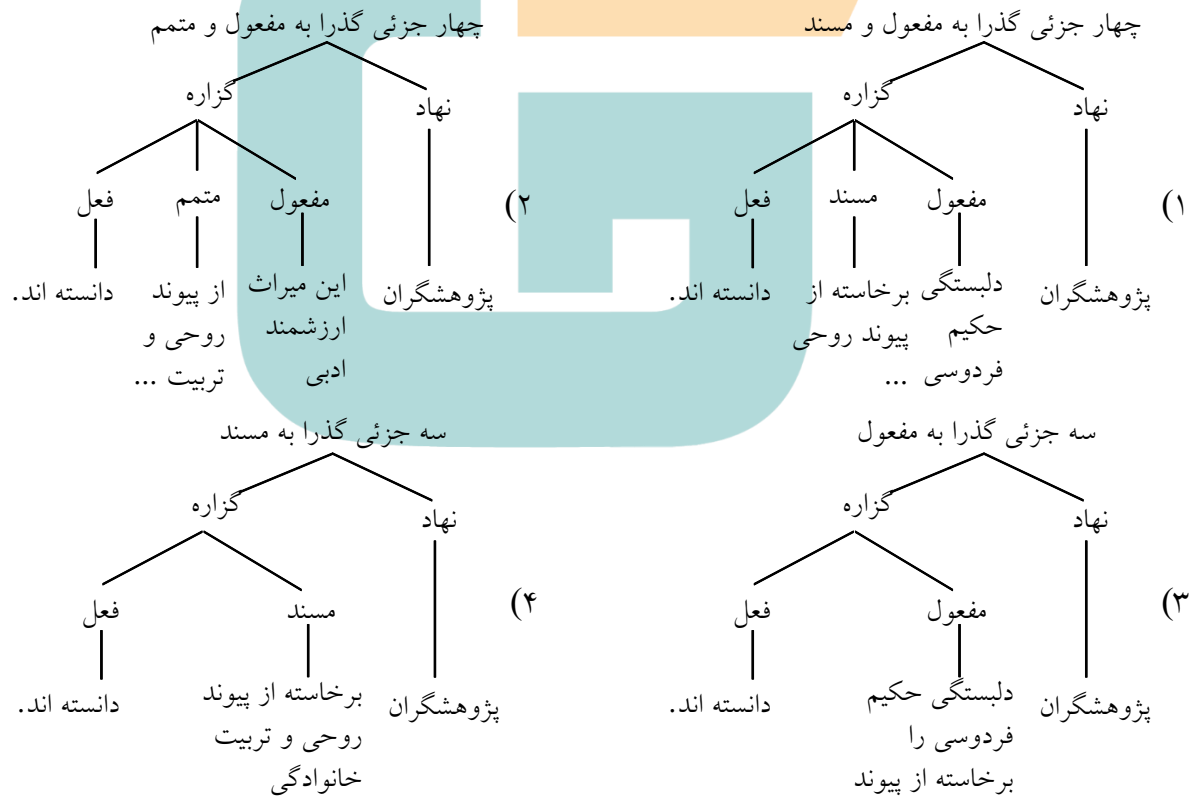 چهار جزئی گذرا به مفعول و مسند
گزاره
نهاد
فعل
مسند
مفعول
۱)
دانسته اند.
برخاسته از
پیوند روحی
...
دلبستگی
حکیم
فردوسی
پژوهشگران
چهار جزئی گذرا به مفعول و متمم
گزاره
نهاد
فعل
متمم
مفعول
۲)
دانسته اند.
از پیوند
روحی و
تربیت ...
این میراث
ارزشمند
ادبی
پژوهشگران
سه جزئی گذرا به مفعول
گزاره
نهاد
فعل
مفعول
۳)
دانسته اند.
دلبستگی حکیم
فردوسی را
برخاسته از پیوند
پژوهشگران
سه جزئی گذرا به مسند
گزاره
نهاد
فعل
مسند
۴)
دانسته اند.
برخاسته از پیوند
روحی و تربیت
خانوادگی
پژوهشگران